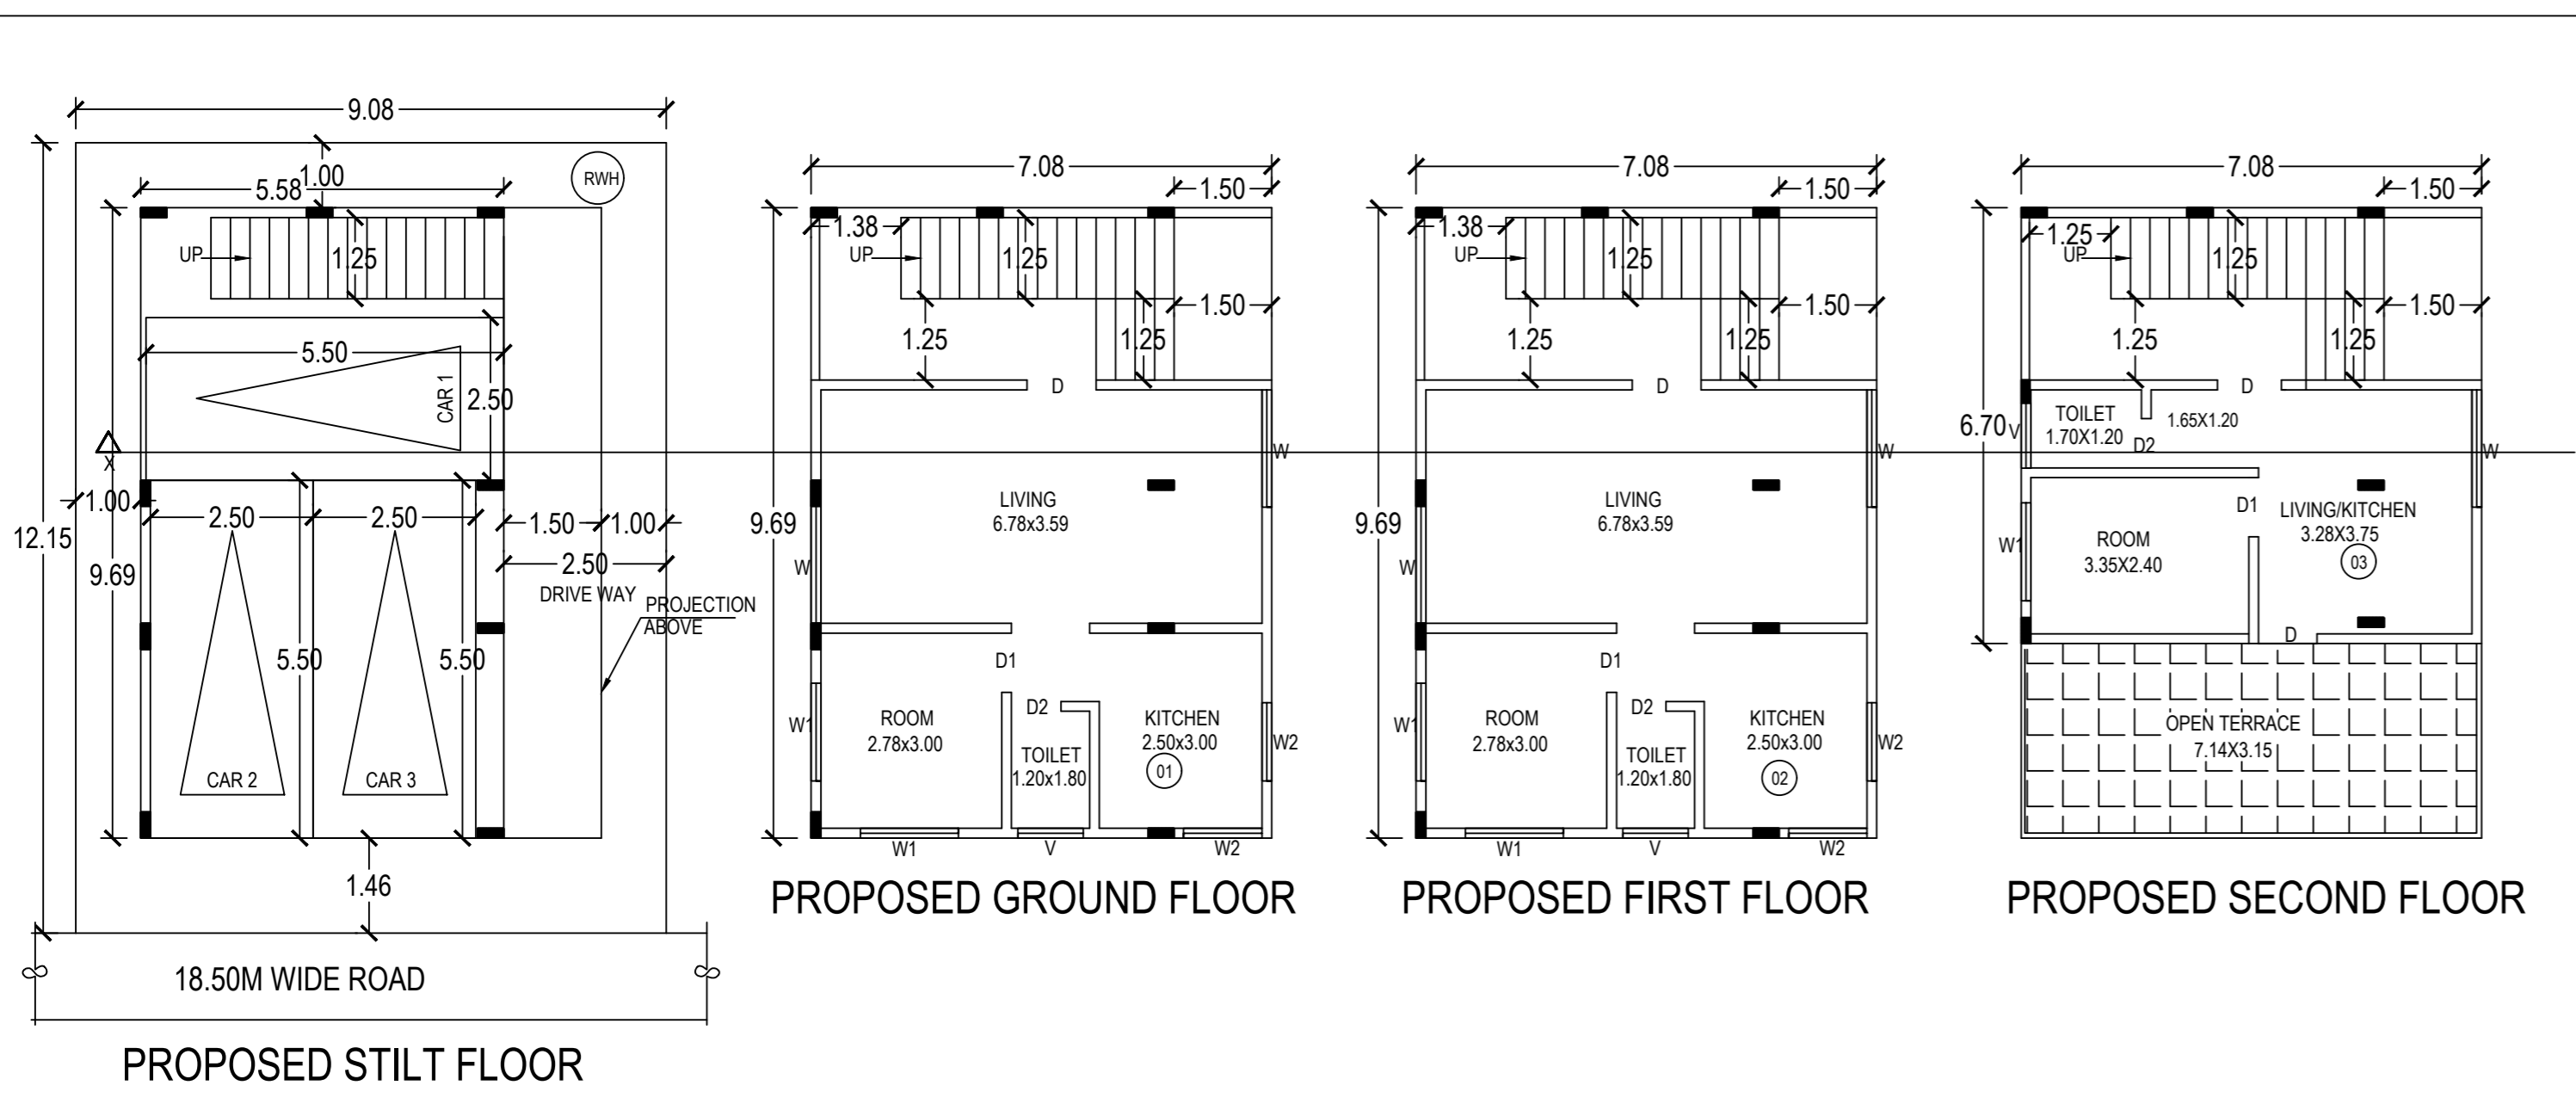 9.08
1.00
5.58
RWH
UP
1.25
5.50
CAR 1
2.50
X
1.00
2.50
2.50
1.50
1.00
12.15
9.69
2.50
DRIVE WAY
PROJECTION
ABOVE
5.50
5.50
CAR 2
CAR 3
1.46
18.50M WIDE ROAD
PROPOSED STILT FLOOR
7.08
1.50
1.38
UP
1.25
1.50
1.25
1.25
D
W
LIVING
6.78x3.59
9.69
W
D1
D2
ROOM
2.78x3.00
W1
KITCHEN
2.50x3.00
W2
TOILET
1.20x1.80
01
W1
V
W2
PROPOSED GROUND FLOOR
7.08
1.50
1.38
UP
1.25
1.50
1.25
1.25
D
W
LIVING
6.78x3.59
9.69
W
D1
D2
ROOM
2.78x3.00
W1
KITCHEN
2.50x3.00
W2
TOILET
1.20x1.80
02
W1
V
W2
PROPOSED FIRST FLOOR
7.08
1.50
1.25
UP
1.25
1.50
1.25
1.25
D
TOILET
1.70X1.20
1.65X1.20
6.70
V
D2
W
D1
LIVING/KITCHEN
3.28X3.75
03
W1
ROOM
3.35X2.40
D
OPEN TERRACE
7.14X3.15
PROPOSED SECOND FLOOR